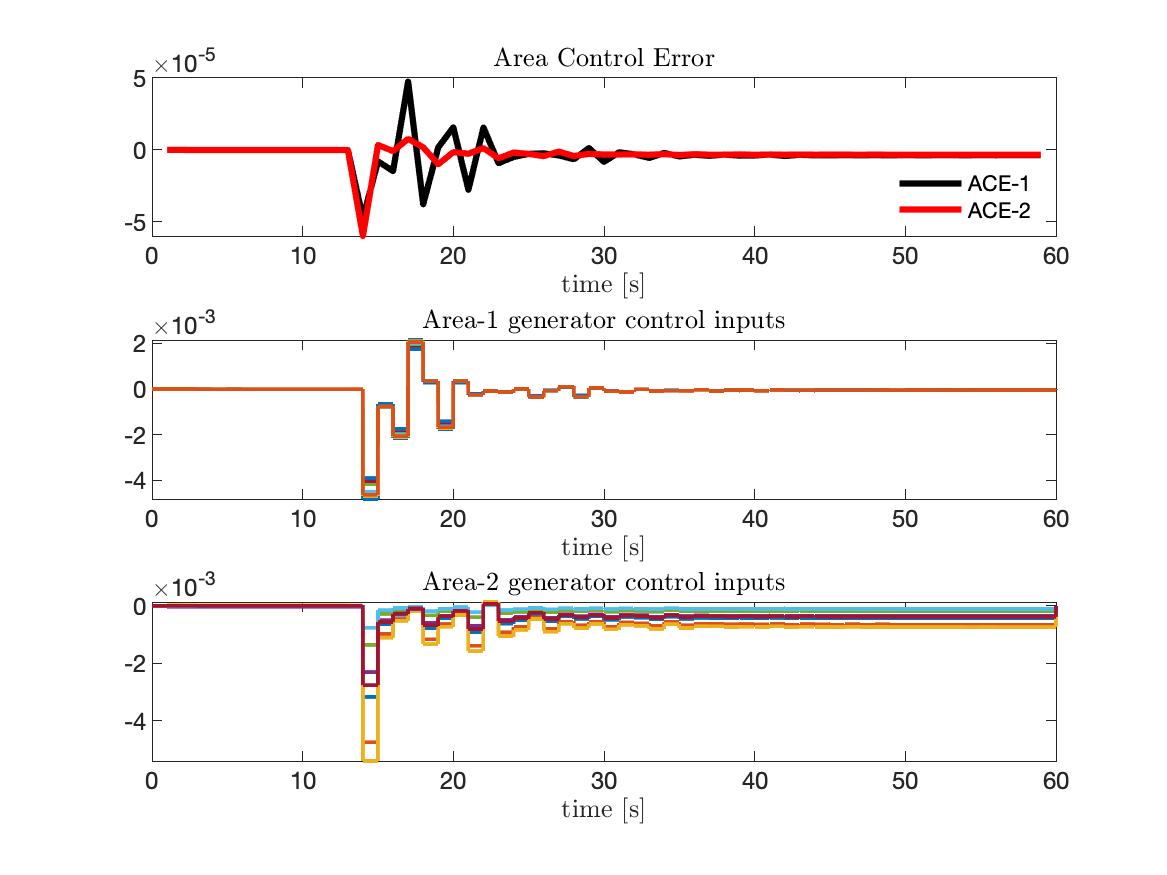 Area Control Error
×10-5
5
0
-5
ACE-1
ACE-2
0 10 20 30 40 50 60
time [s]
Area-1 generator control inputs
×10-3
2
0
-2
-4
0 10 20 30 40 50 60
time [s]
Area-2 generator control inputs
×10-3
0
-2
-4
0 10 20 30 40 50 60
time [s]